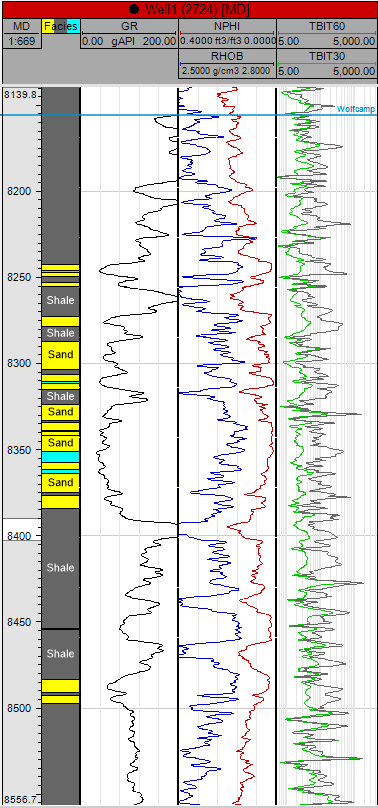 Well1 (2724) [MD]
MD Facies GR NPHI TBIT60
1:669 0.00 gAPI 200.00 0.4000 ft3/ft3 0.0000 5.00 5,000.00
RHOB TBIT30
2.5000 g/cm3 2.8000 5.00 5,000.00
8139.8
Wolfcamp
8200
8250
Shale
8300
Shale
Sand
Shale
Sand
8350
Sand
Sand
8400
Shale
8450
Shale
8500
8556.7